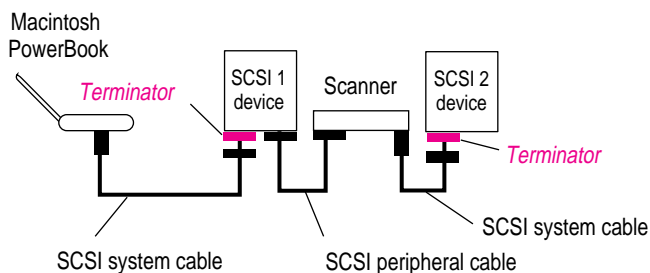 Macintosh
PowerBook
Terminator
SCSI 1
device
Scanner
SCSI 2
device
Terminator
SCSI system cable
SCSI system cable
SCSI peripheral cable